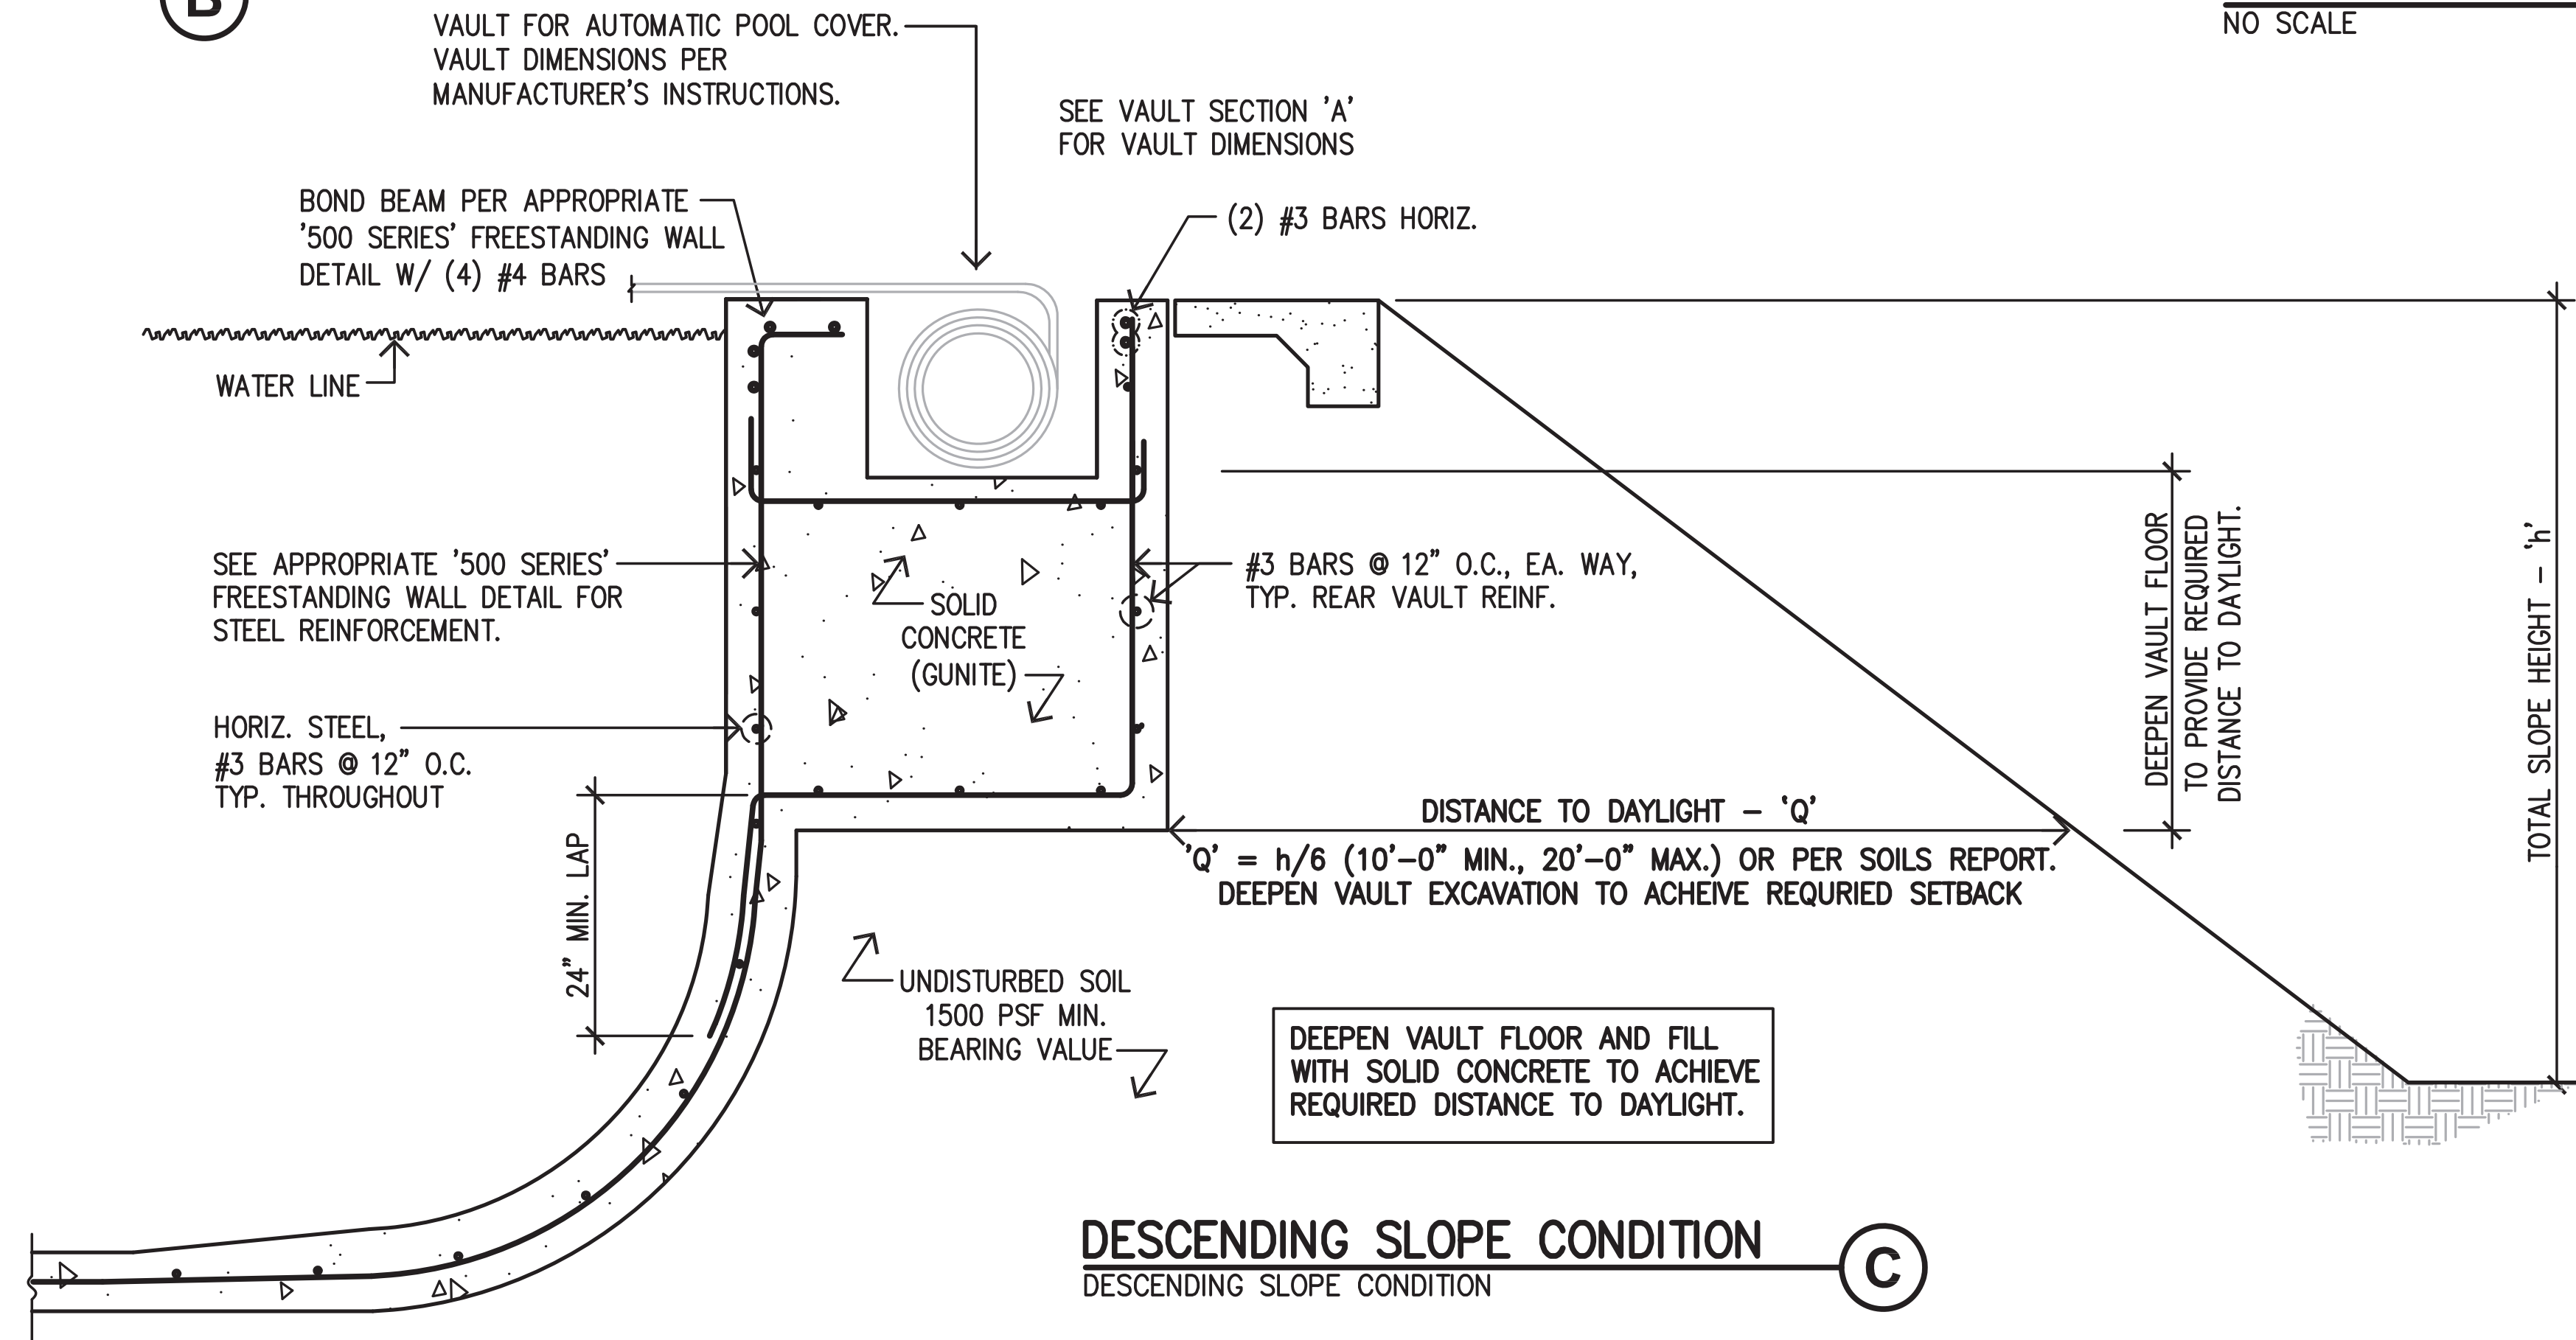 B
VAULT FOR AUTOMATIC POOL COVER.
VAULT DIMENSIONS PER
MANUFACTURER'S INSTRUCTIONS.
NO SCALE
SEE VAULT SECTION 'A'
FOR VAULT DIMENSIONS
BOND BEAM PER APPROPRIATE
'500 SERIES' FREESTANDING WALL
DETAIL W/ (4) #4 BARS
(2) #3 BARS HORIZ.
WATER LINE
SEE APPROPRIATE '500 SERIES'
FREESTANDING WALL DETAIL FOR
STEEL REINFORCEMENT.
SOLID
CONCRETE
(GUNITE)
#3 BARS @ 12" O.C., EA. WAY,
TYP. REAR VAULT REINF.
DEEPEN VAULT FLOOR
TO PROVIDE REQUIRED
DISTANCE TO DAYLIGHT.
TOTAL SLOPE HEIGHT - 'h'
HORIZ. STEEL,
#3 BARS @ 12" O.C.
TYP. THROUGHOUT
24" MIN. LAP
DISTANCE TO DAYLIGHT - 'Q'
'Q' = h/6 (10'-0" MIN., 20'-0" MAX.) OR PER SOILS REPORT.
DEEPEN VAULT EXCAVATION TO ACHEIVE REQURIED SETBACK
UNDISTURBED SOIL
1500 PSF MIN.
BEARING VALUE
DEEPEN VAULT FLOOR AND FILL
WITH SOLID CONCRETE TO ACHIEVE
REQUIRED DISTANCE TO DAYLIGHT.
DESCENDING SLOPE CONDITION
DESCENDING SLOPE CONDITION
C